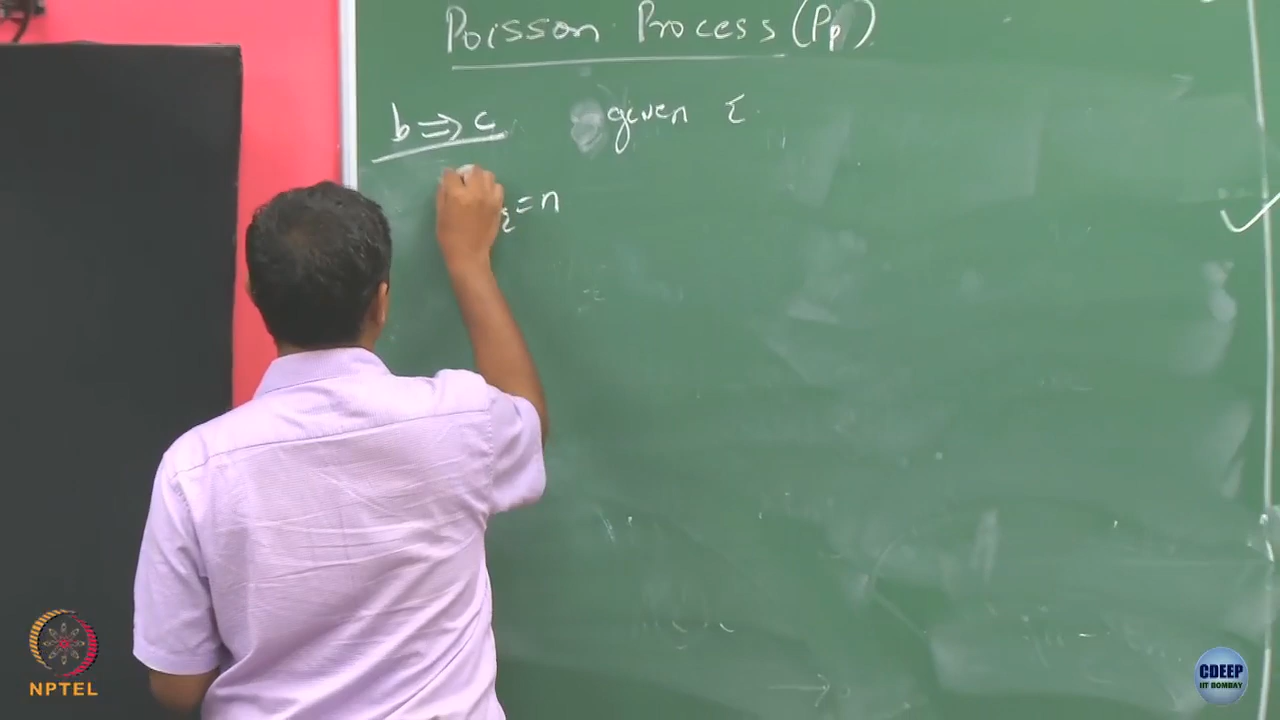 Poisson Process (Pp)
b ⇒ c given τ
τ = n
NPTEL
CDEEP
IIT BOMBAY